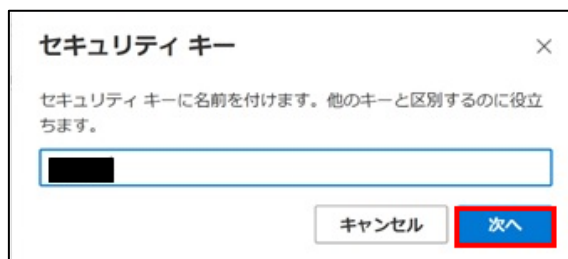 セキュリティ キー
セキュリティ キーに名前を付けます。他のキーと区別するのに役立
ちます。
キャンセル
次へ